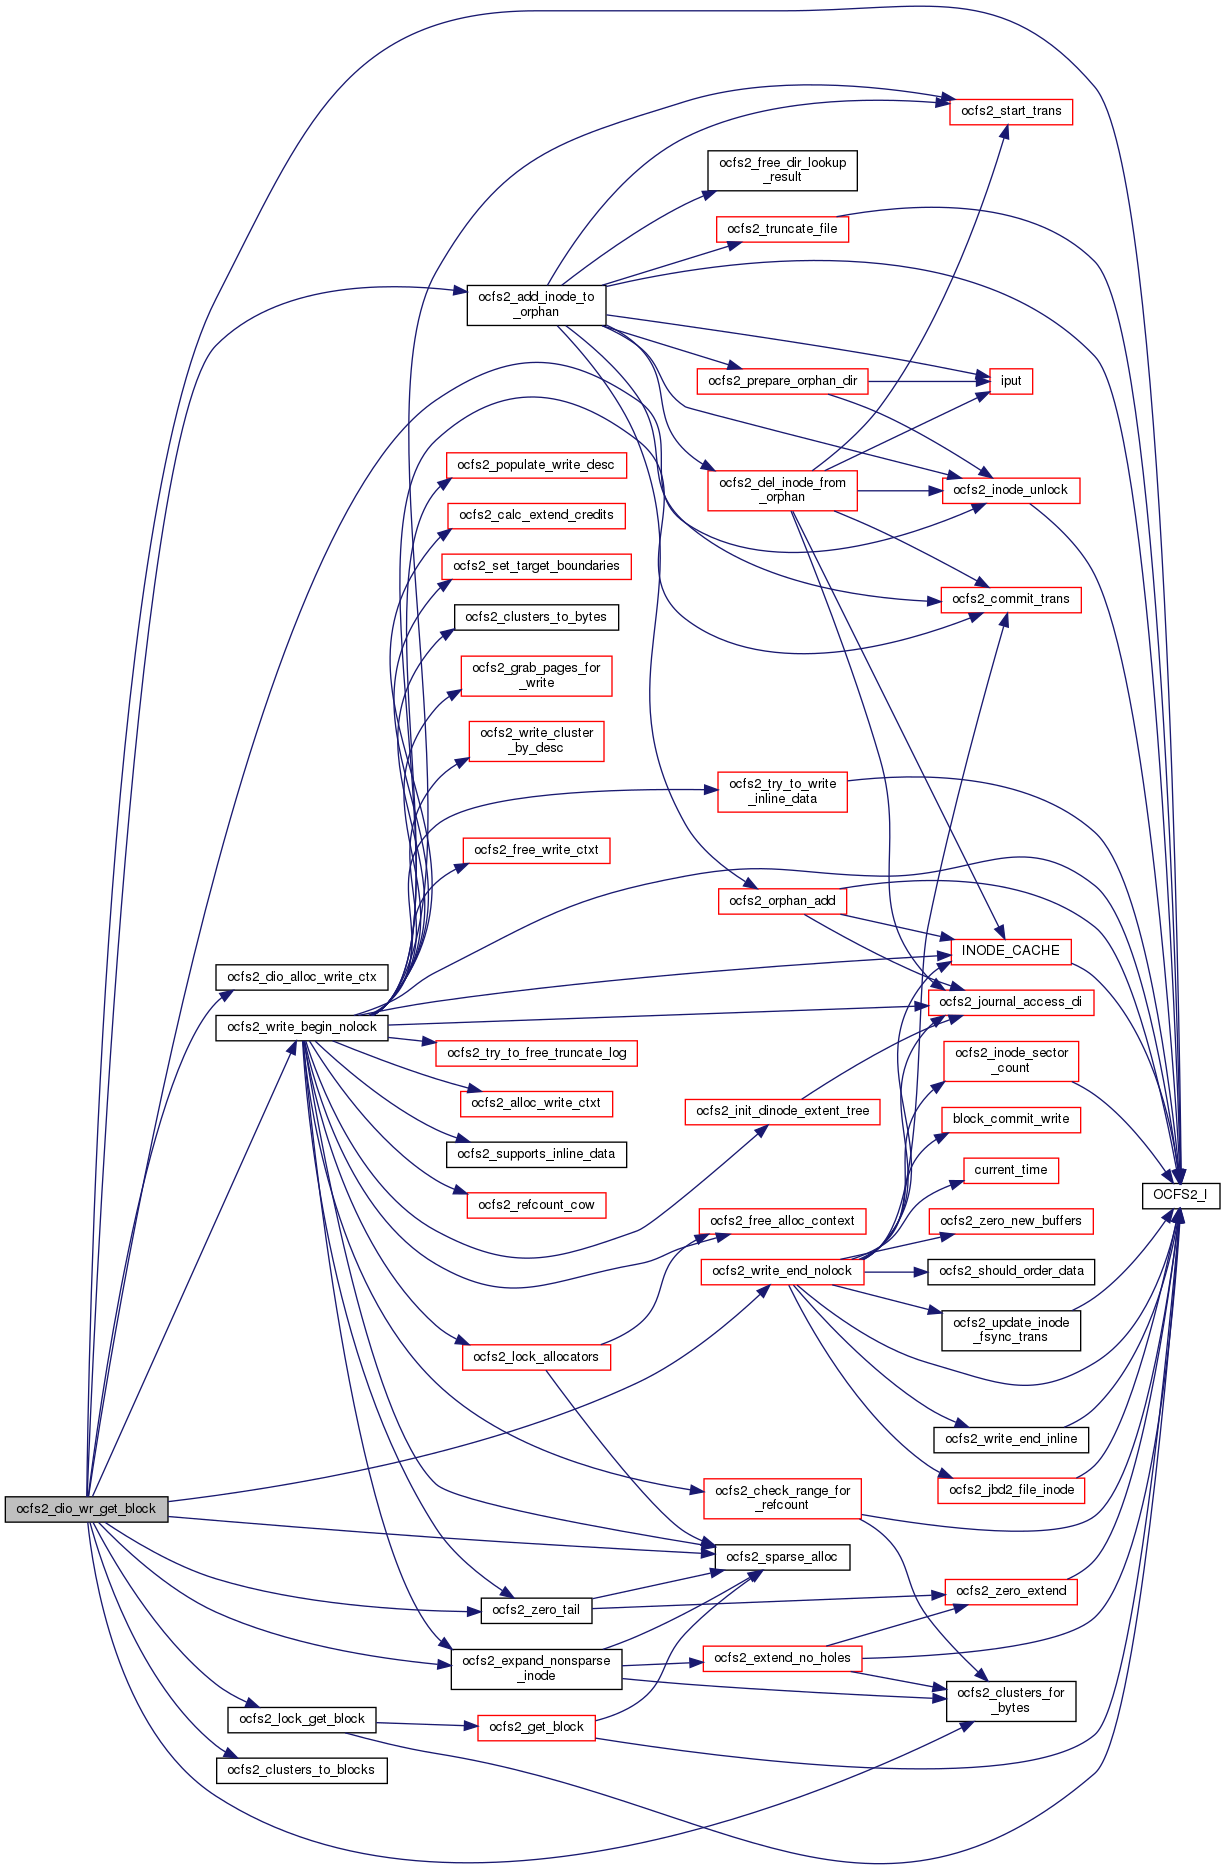 ocfs2_start_trans
ocfs2_free_dir_lookup
_result
ocfs2_truncate_file
ocfs2_add_inode_to
_orphan
ocfs2_prepare_orphan_dir
iput
ocfs2_populate_write_desc
ocfs2_del_inode_from
_orphan
ocfs2_inode_unlock
ocfs2_calc_extend_credits
ocfs2_set_target_boundaries
ocfs2_commit_trans
ocfs2_clusters_to_bytes
ocfs2_grab_pages_for
_write
ocfs2_write_cluster
_by_desc
ocfs2_try_to_write
_inline_data
ocfs2_free_write_ctxt
ocfs2_orphan_add
INODE_CACHE
ocfs2_dio_alloc_write_ctx
ocfs2_journal_access_di
ocfs2_write_begin_nolock
ocfs2_try_to_free_truncate_log
ocfs2_inode_sector
_count
ocfs2_alloc_write_ctxt
ocfs2_init_dinode_extent_tree
block_commit_write
ocfs2_supports_inline_data
current_time
OCFS2_I
ocfs2_refcount_cow
ocfs2_free_alloc_context
ocfs2_zero_new_buffers
ocfs2_write_end_nolock
ocfs2_should_order_data
ocfs2_update_inode
_fsync_trans
ocfs2_lock_allocators
ocfs2_write_end_inline
ocfs2_check_range_for
_refcount
ocfs2_jbd2_file_inode
ocfs2_dio_wr_get_block
ocfs2_sparse_alloc
ocfs2_zero_extend
ocfs2_zero_tail
ocfs2_expand_nonsparse
_inode
ocfs2_extend_no_holes
ocfs2_clusters_for
_bytes
ocfs2_lock_get_block
ocfs2_get_block
ocfs2_clusters_to_blocks